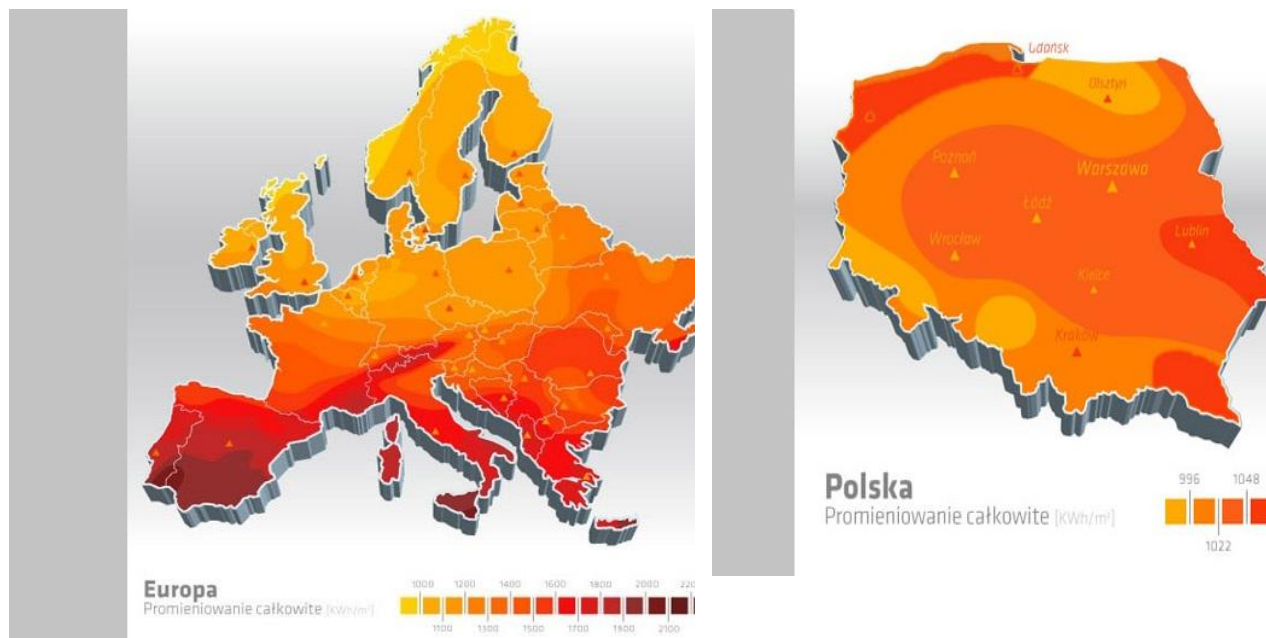 Europa
Promieniowanie całkowite [KWh/m²]
1000 1200 1400 1600 1800 2000
1100 1300 1500 1700 1900 2100
Gdańsk
Olsztyn
Poznań
Warszawa
Łódź
Wrocław
Lublin
Kielce
Kraków
Polska
Promieniowanie całkowite [KWh/m²]
996 1048
1022